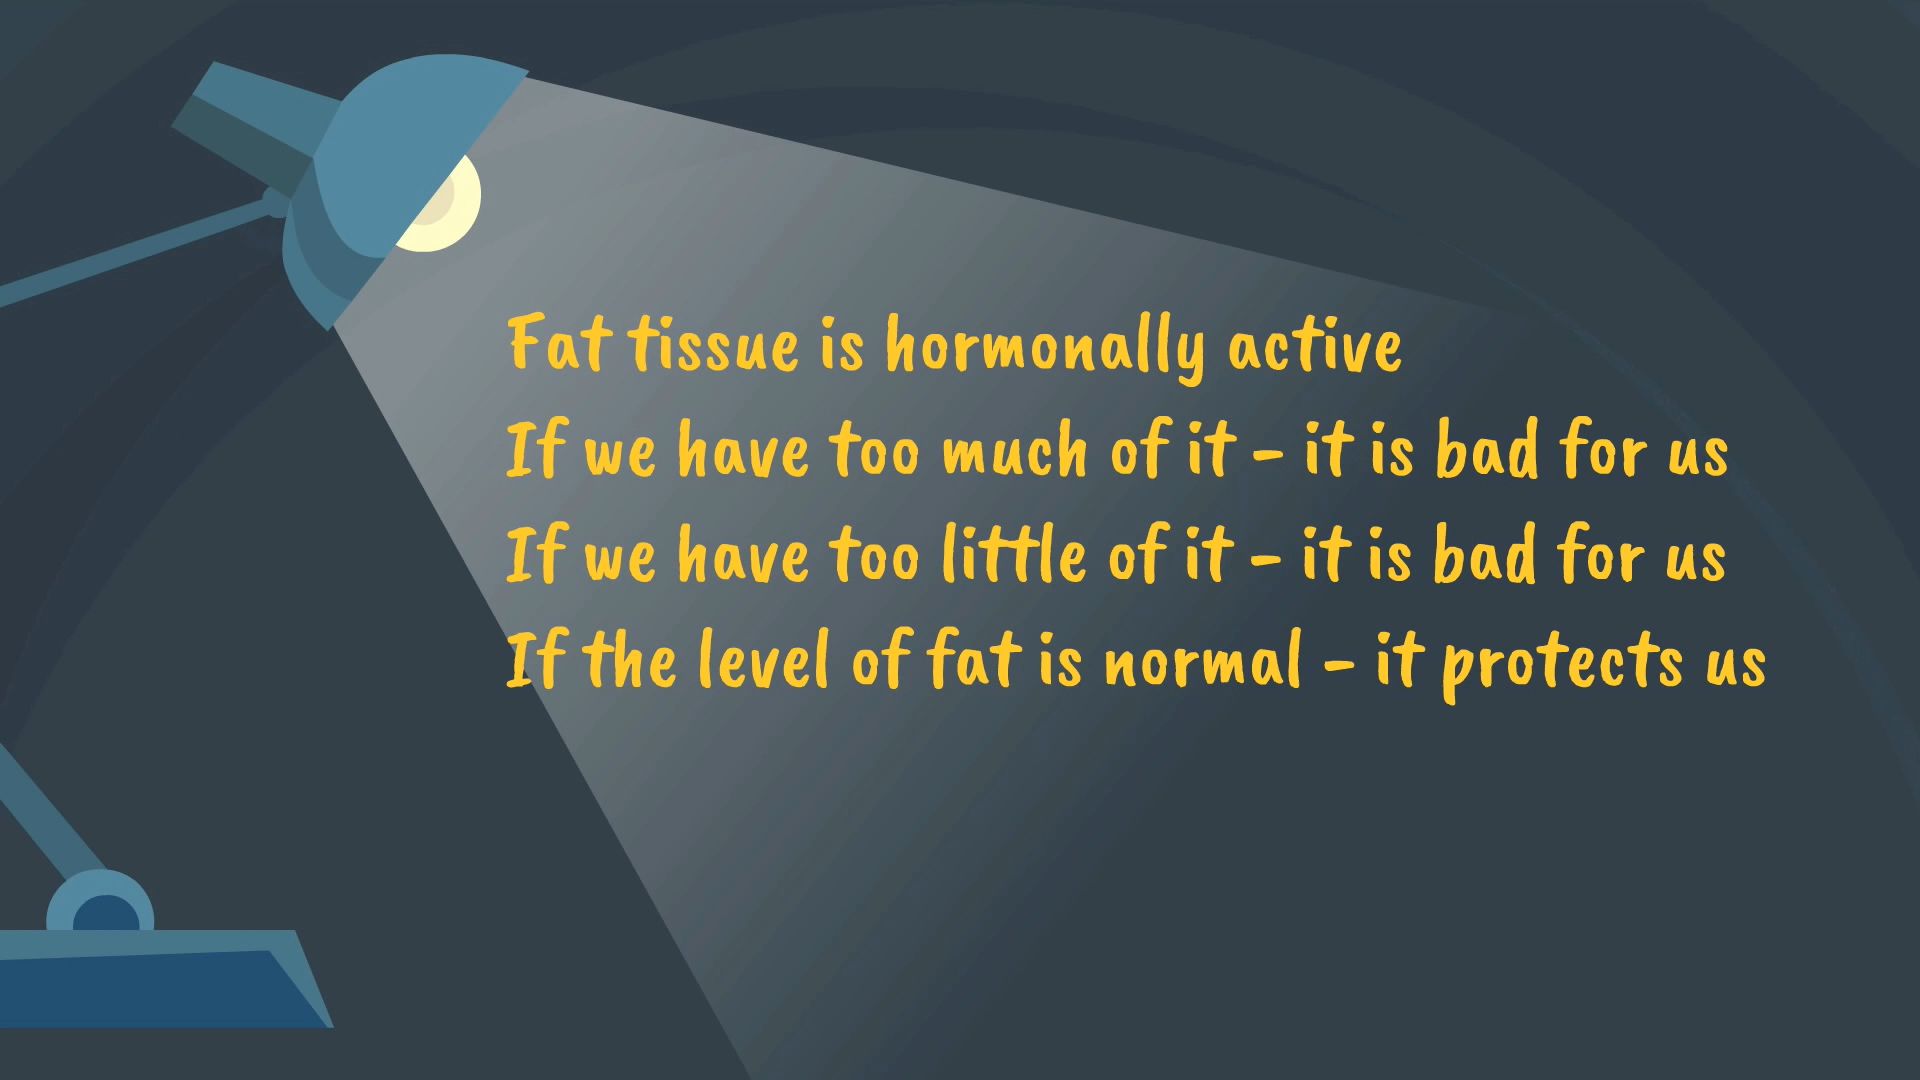 Fat tissue is hormonally active
If we have too much of it - it is bad for us
If we have too little of it - it is bad for us
If the level of fat is normal - it protects us